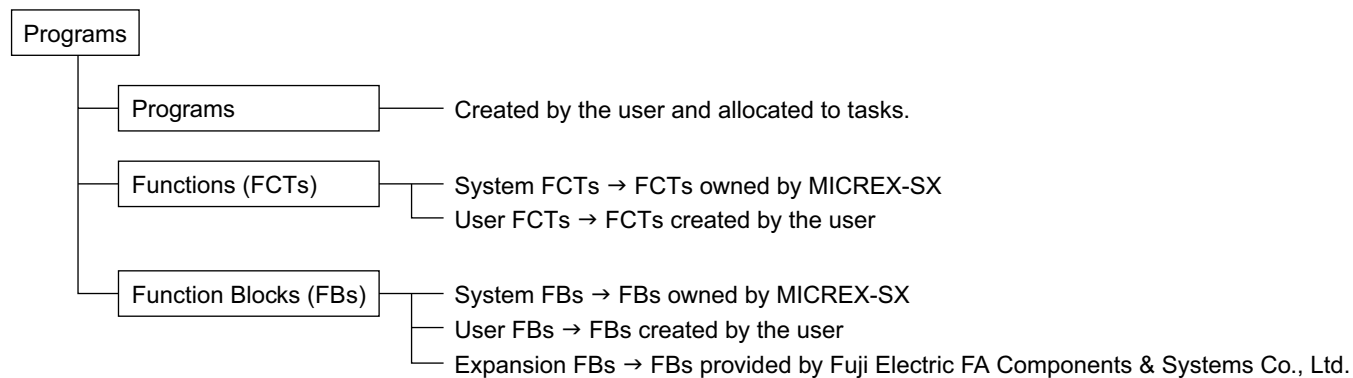 Programs
Programs
Created by the user and allocated to tasks.
Functions (FCTs)
System FCTs → FCTs owned by MICREX-SX
User FCTs → FCTs created by the user
Function Blocks (FBs)
System FBs → FBs owned by MICREX-SX
User FBs → FBs created by the user
Expansion FBs → FBs provided by Fuji Electric FA Components & Systems Co., Ltd.